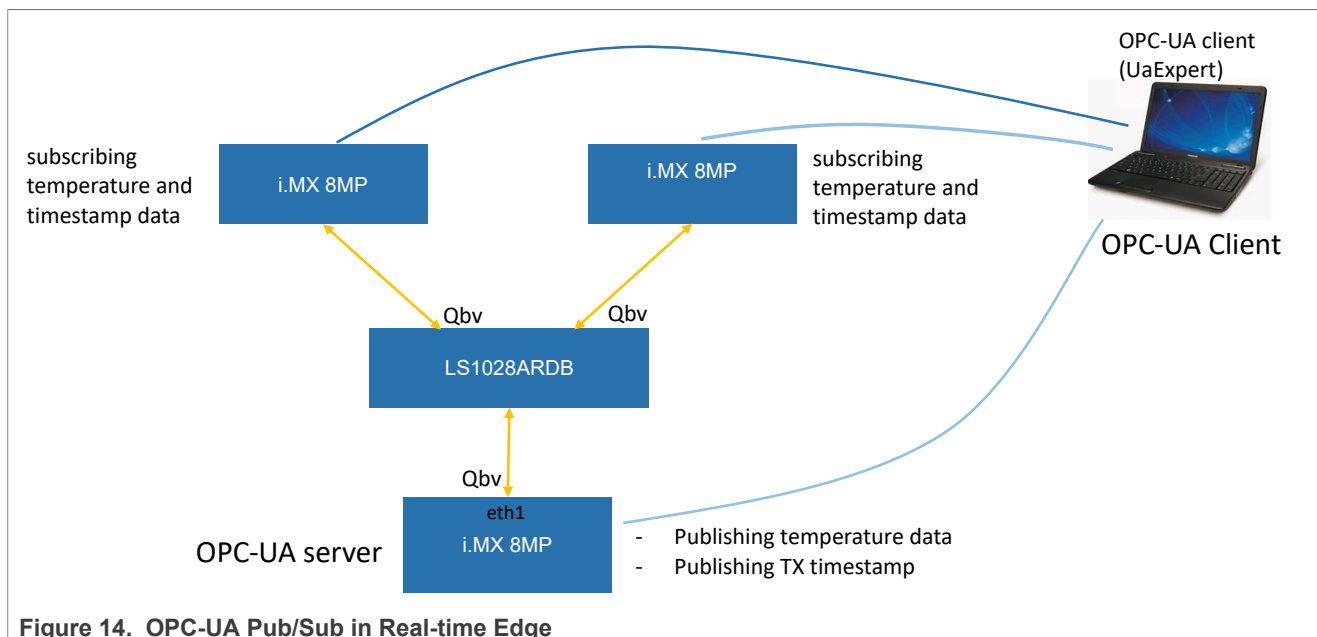 OPC-UA client
(UaExpert)
subscribing
temperature and
timestamp data
i.MX 8MP
i.MX 8MP
subscribing
temperature and
timestamp data
OPC-UA Client
Qbv
Qbv
LS1028ARDB
Qbv
eth1
i.MX 8MP
OPC-UA server
- Publishing temperature data
- Publishing TX timestamp
Figure 14. OPC-UA Pub/Sub in Real-time Edge